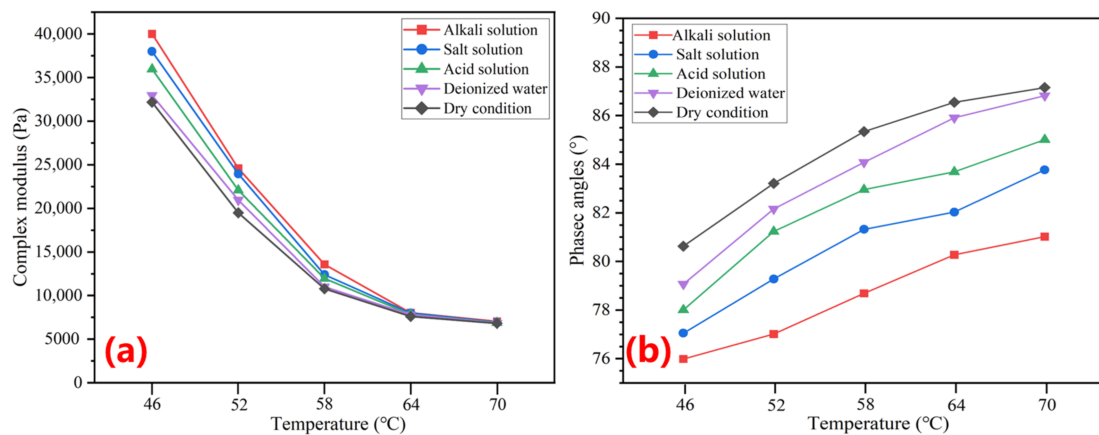 40,000
35,000
30,000
25,000
20,000
15,000
10,000
5000
0
Complex modulus (Pa)
46
52
58
64
70
Temperature (℃)
Alkali solution
Salt solution
Acid solution
Deionized water
Dry condition
(a)
90
88
86
84
82
80
78
76
Phasec angles (°)
46
52
58
64
70
Temperature (℃)
Alkali solution
Salt solution
Acid solution
Deionized water
Dry condition
(b)